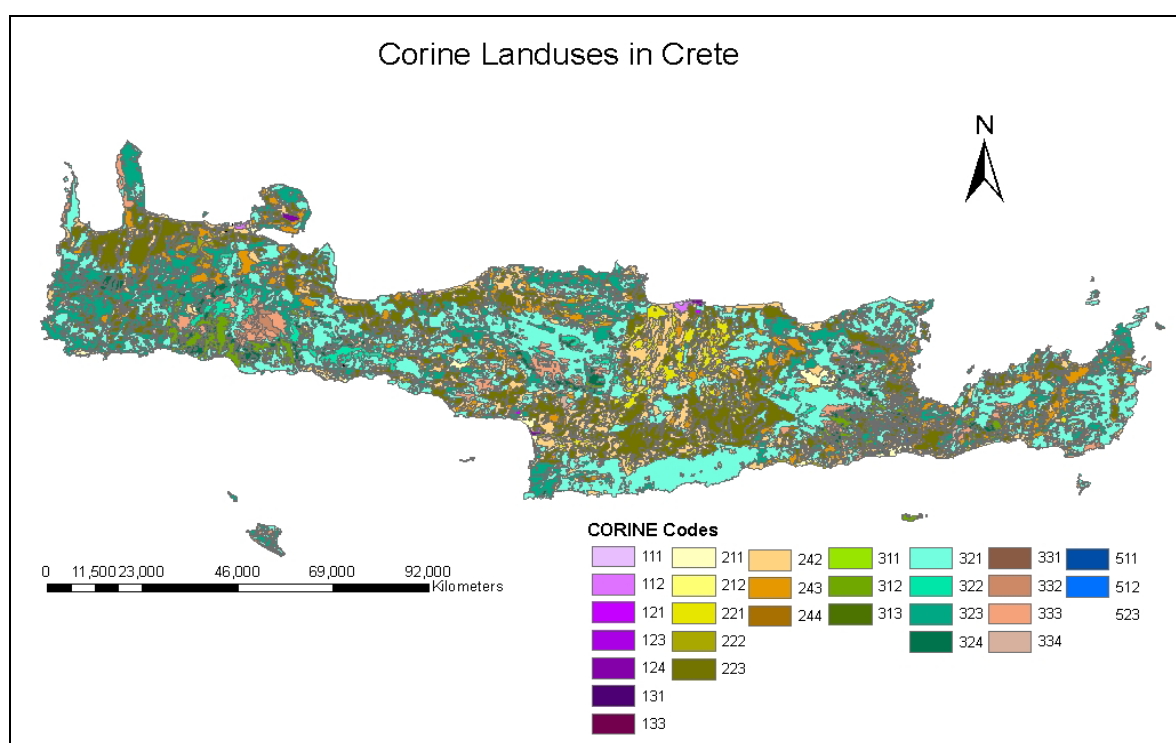 Corine Landuses in Crete
N
CORINE Codes
111 211 242 311 321 331 511
112 212 243 312 322 332 512
121 221 244 313 323 333 523
123 222 324 334
124 223
131
133
0 11,500 23,000 46,000 69,000 92,000
Kilometers